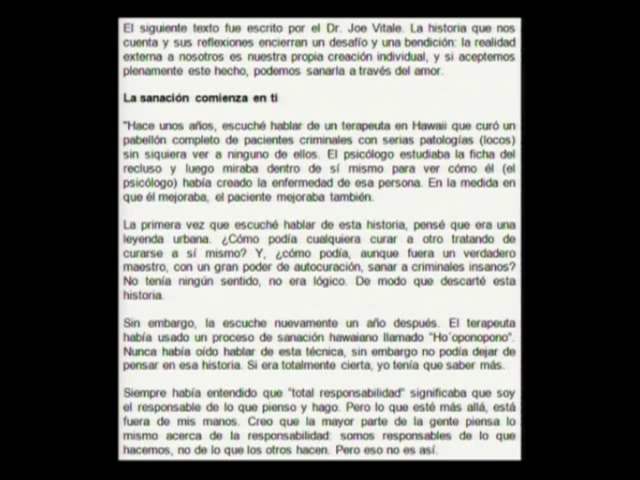 El siguiente texto fue escrito por el Dr. Joe Vitale. La historia que nos
cuenta y sus reflexiones encierran un desafío y una bendición: la realidad
externa a nosotros es nuestra propia creación individual, y si aceptemos
plenamente este hecho, podemos sanarla a través del amor.
La sanación comienza en ti
"Hace unos años, escuché hablar de un terapeuta en Hawaii que curó un
pabellón completo de pacientes criminales con serias patologías (locos)
sin siquiera ver a ninguno de ellos. El psicólogo estudiaba la ficha del
recluso y luego miraba dentro de sí mismo para ver cómo él (el
psicólogo) había creado la enfermedad de esa persona. En la medida en
que él mejoraba, el paciente mejoraba también.
La primera vez que escuché hablar de esta historia, pensé que era una
leyenda urbana. ¿Cómo podía cualquiera curar a otro tratando de
curarse a sí mismo? Y, ¿cómo podía, aunque fuera un verdadero
maestro, con un gran poder de autocuración, sanar a criminales insanos?
No tenía ningún sentido, no era lógico. De modo que descarté esta
historia.
Sin embargo, la escuche nuevamente un año después. El terapeuta
había usado un proceso de sanación hawaiano llamado "Ho´oponopono".
Nunca había oído hablar de esta técnica, sin embargo no podía dejar de
pensar en esa historia. Si era totalmente cierta, yo tenía que saber más.
Siempre había entendido que "total responsabilidad" significaba que soy
el responsable de lo que pienso y hago. Pero lo que esté más allá, está
fuera de mis manos. Creo que la mayor parte de la gente piensa lo
mismo acerca de la responsabilidad: somos responsables de lo que
hacemos, no de lo que los otros hacen. Pero eso no es así.